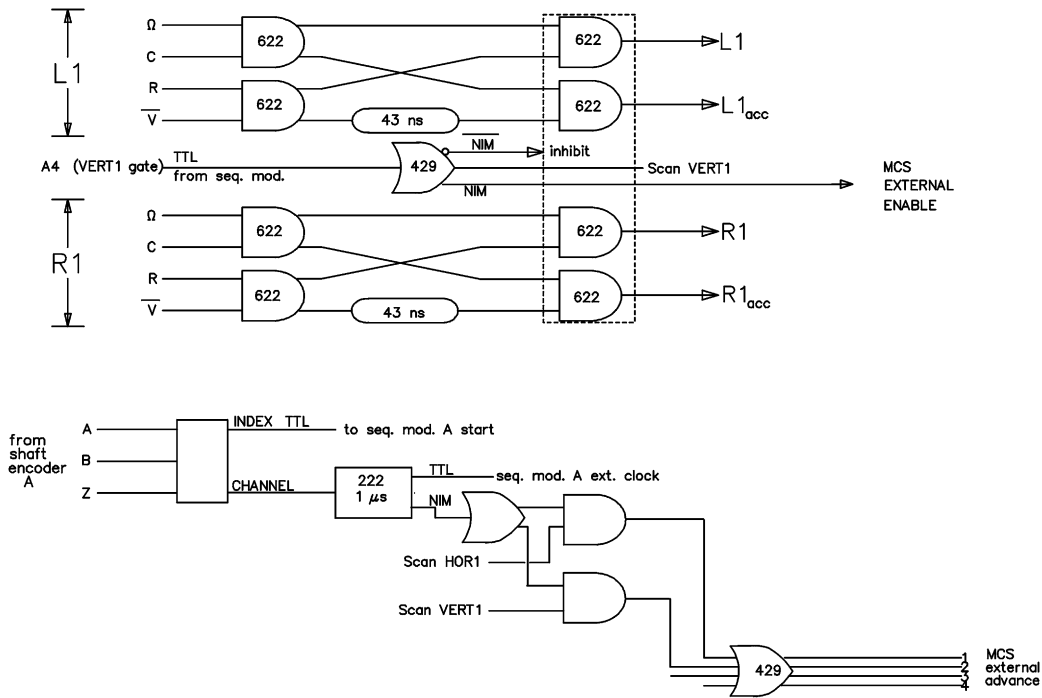 Ω
622
622
L1
C
L1
R
622
622
L1acc
V̅
43 ns
A4 (VERT1 gate)
TTL
from seq. mod.
429
N̅I̅M̅
inhibit
Scan VERT1
NIM
MCS
EXTERNAL
ENABLE
Ω
622
622
R1
C
R1
R
622
622
R1acc
V̅
43 ns
from
shaft
encoder
A
A
B
Z
INDEX TTL
to seq. mod. A start
CHANNEL
222
1 μs
TTL
seq. mod. A ext. clock
NIM
Scan HOR1
Scan VERT1
429
1
2
3
4
MCS
external
advance